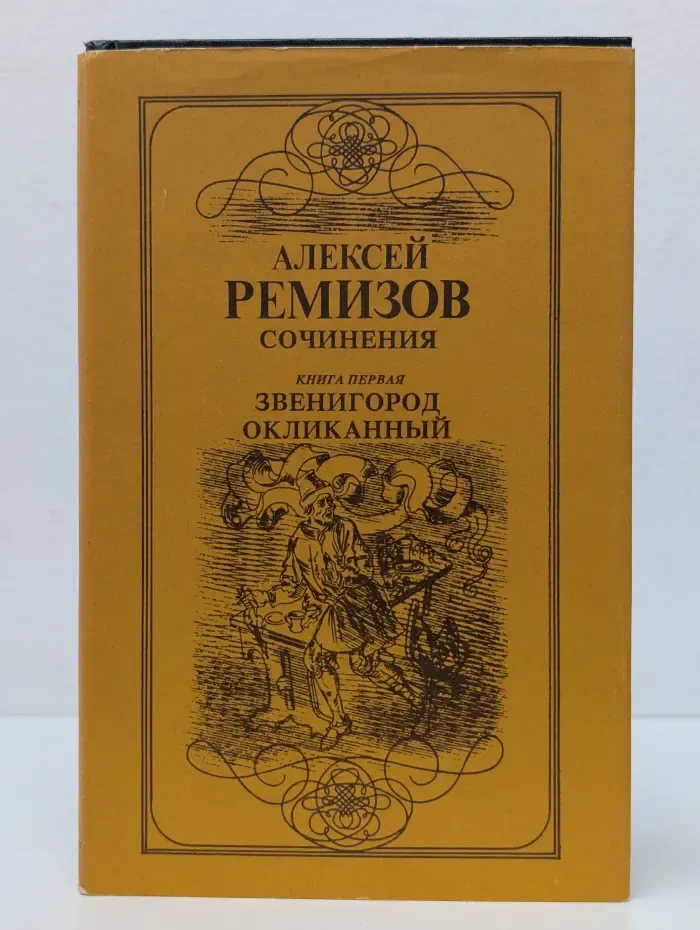 АЛЕКСЕЙ
РЕМИЗОВ
СОЧИНЕНИЯ
КНИГА ПЕРВАЯ
ЗВЕНИГОРОД
ОКЛИКАННЫЙ